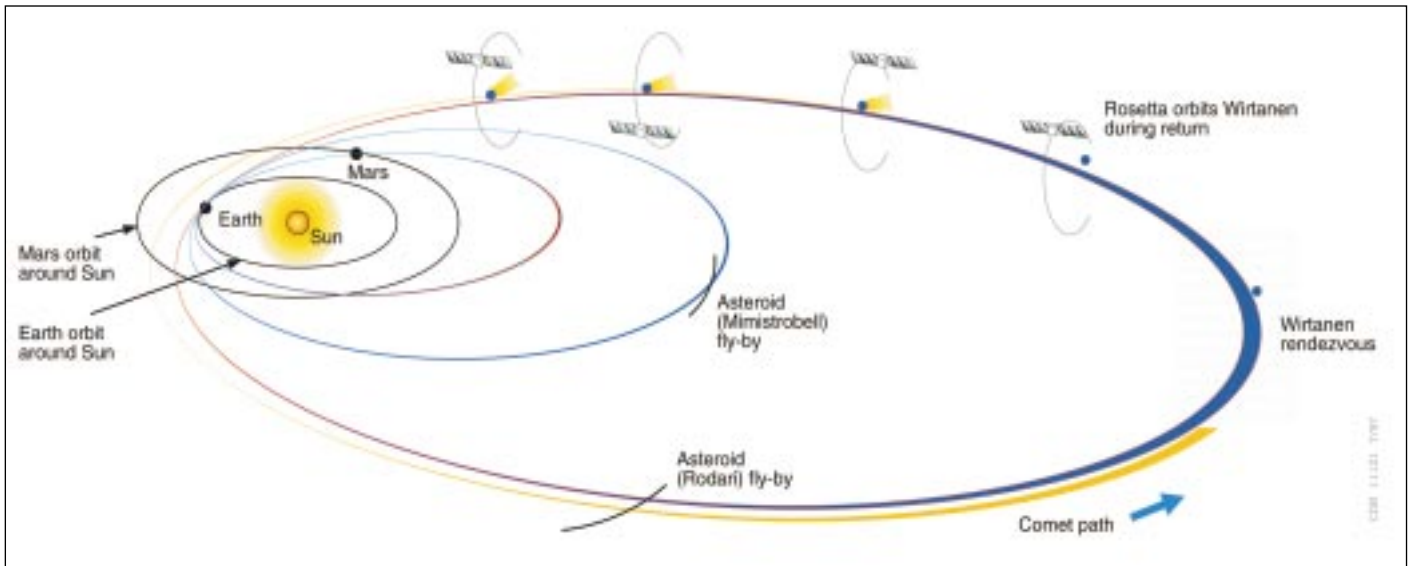 Rosetta orbits Wirtanen
during return
Mars
Earth
Sun
Mars orbit
around Sun
Earth orbit
around Sun
Asteroid
(Mimistrobell)
fly-by
Wirtanen
rendezvous
Asteroid
(Rodari) fly-by
Comet path